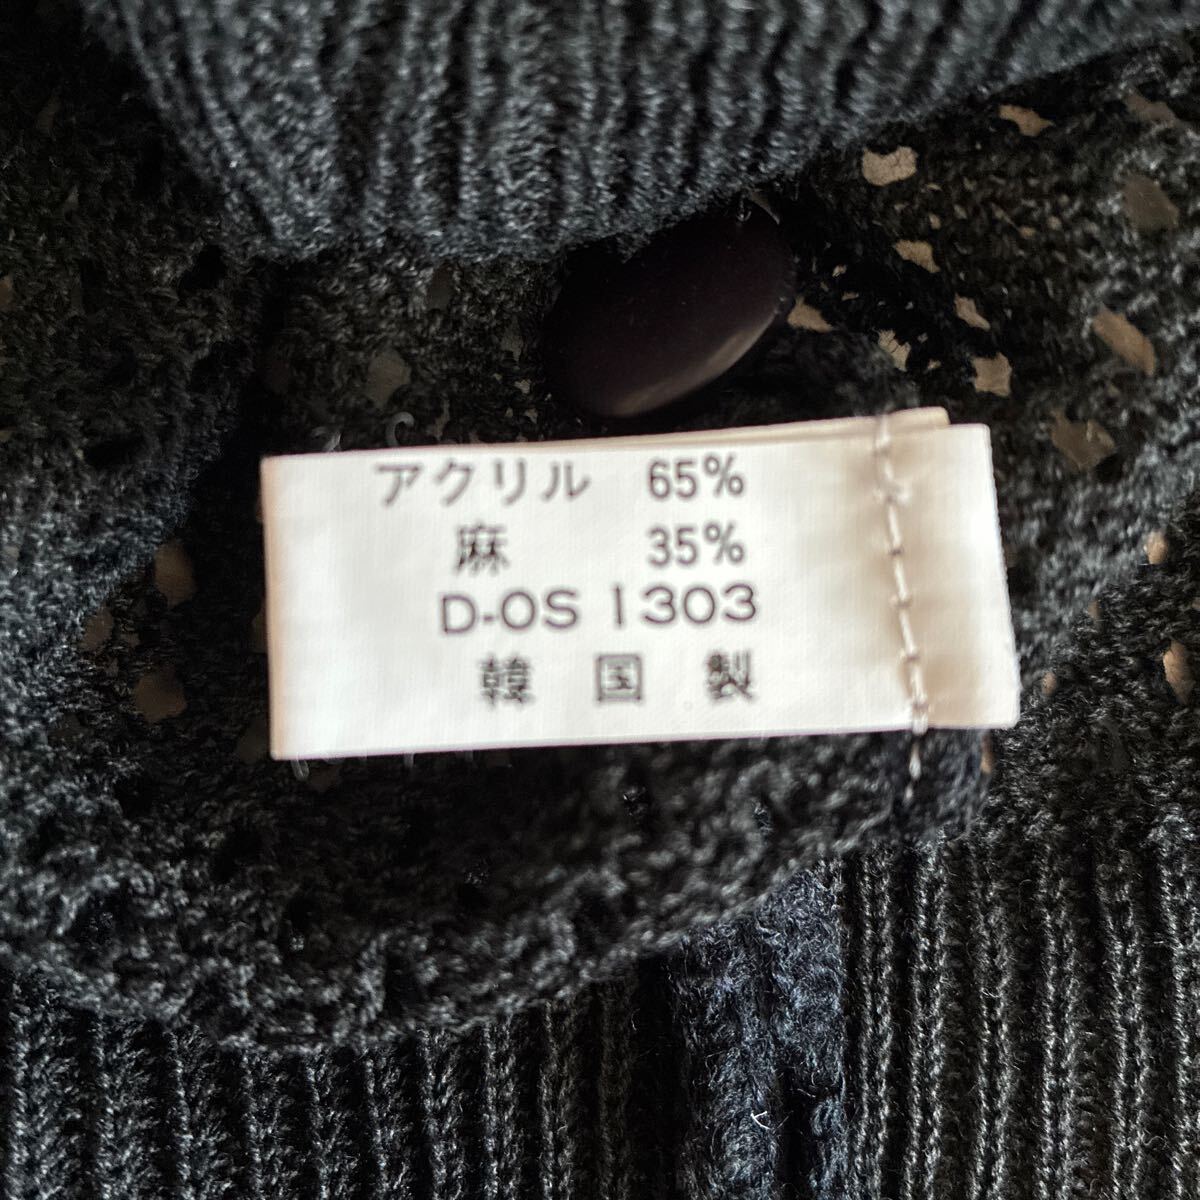 アクリル 65%
麻 35%
D-OS 1303
韓国製